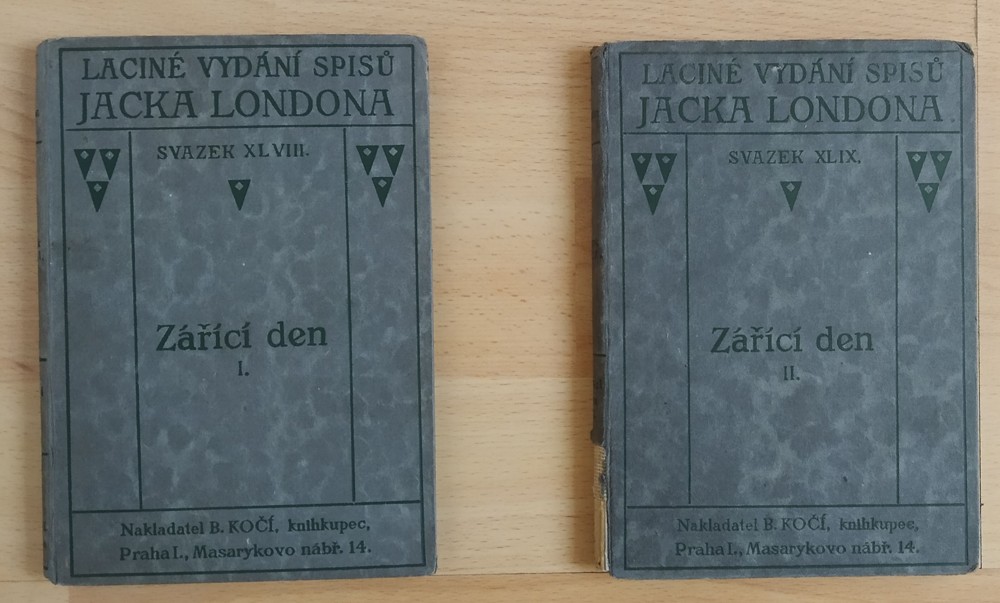 LACINÉ VYDÁNÍ SPISŮ
JACKA LONDONA
SVAZEK XLVIII.
Zářící den
I.
Nakladatel B. KOČÍ, knihkupec,
Praha I., Masarykovo nábř. 14.
LACINÉ VYDÁNÍ SPISŮ
JACKA LONDONA.
SVAZEK XLIX.
Zářící den
II.
Nakladatel B. KOČÍ, knihkupec,
Praha I., Masarykovo nábř. 14.